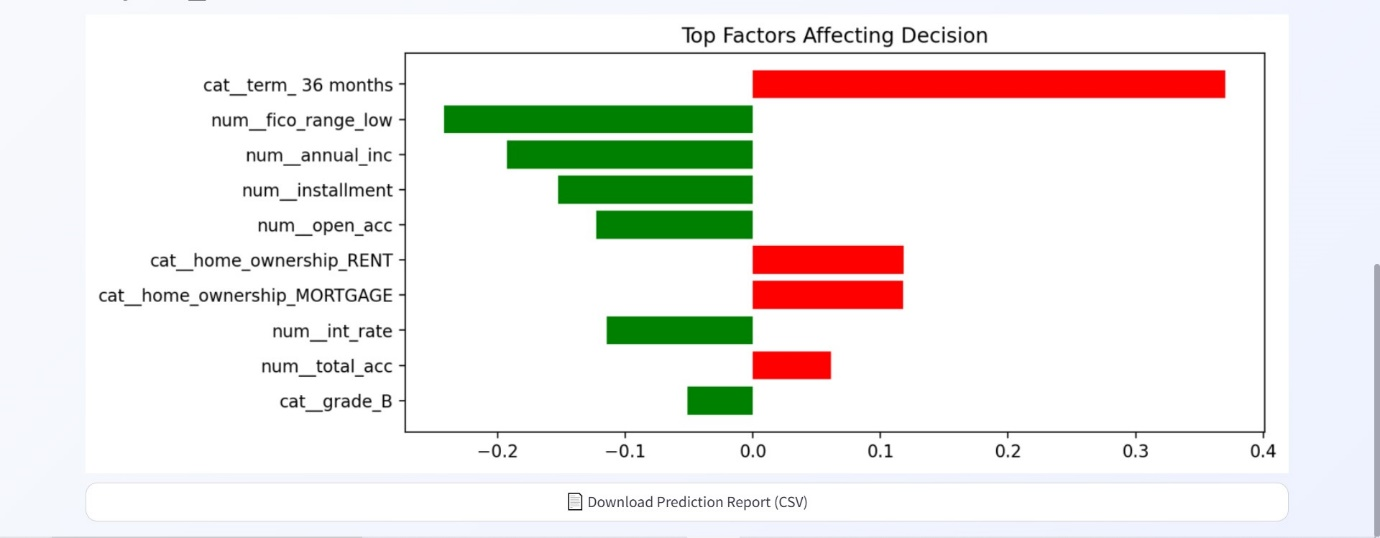 Top Factors Affecting Decision
cat__term_ 36 months
num__fico_range_low
num__annual_inc
num__installment
num__open_acc
cat__home_ownership_RENT
cat__home_ownership_MORTGAGE
num__int_rate
num__total_acc
cat__grade_B
−0.2 −0.1 0.0 0.1 0.2 0.3 0.4
Download Prediction Report (CSV)